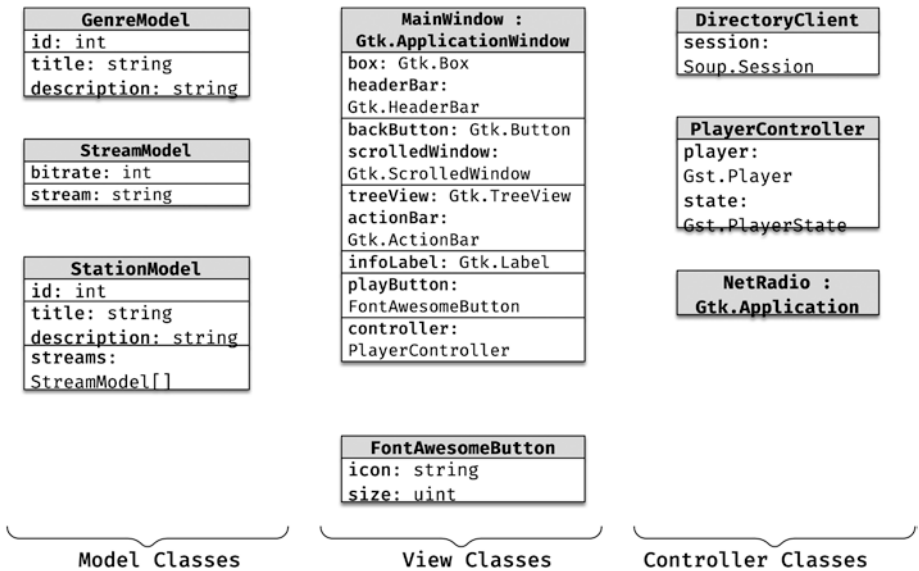 GenreModel
id: int
title: string
description: string
StreamModel
bitrate: int
stream: string
StationModel
id: int
title: string
description: string
streams:
StreamModel[]
Model Classes
MainWindow :
Gtk.ApplicationWindow
box: Gtk.Box
headerBar:
Gtk.HeaderBar
backButton: Gtk.Button
scrolledWindow:
Gtk.ScrolledWindow
treeView: Gtk.TreeView
actionBar:
Gtk.ActionBar
infoLabel: Gtk.Label
playButton:
FontAwesomeButton
controller:
PlayerController
FontAwesomeButton
icon: string
size: uint
View Classes
DirectoryClient
session:
Soup.Session
PlayerController
player:
Gst.Player
state:
Gst.PlayerState
NetRadio :
Gtk.Application
Controller Classes